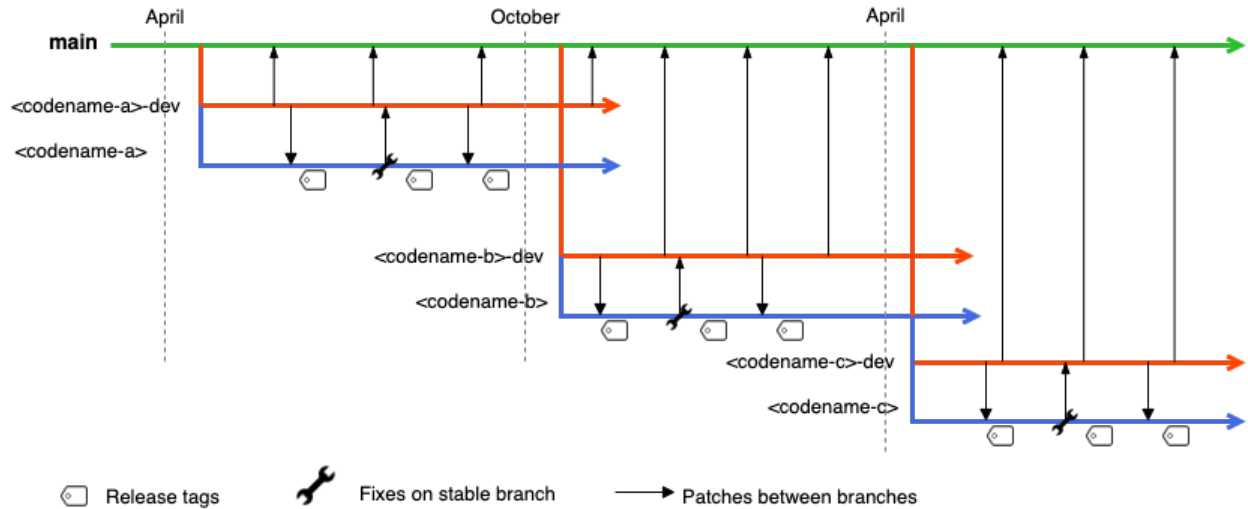 April
October
April
main
<codename-a>-dev
<codename-a>
<codename-b>-dev
<codename-b>
<codename-c>-dev
<codename-c>
Release tags
Fixes on stable branch
Patches between branches